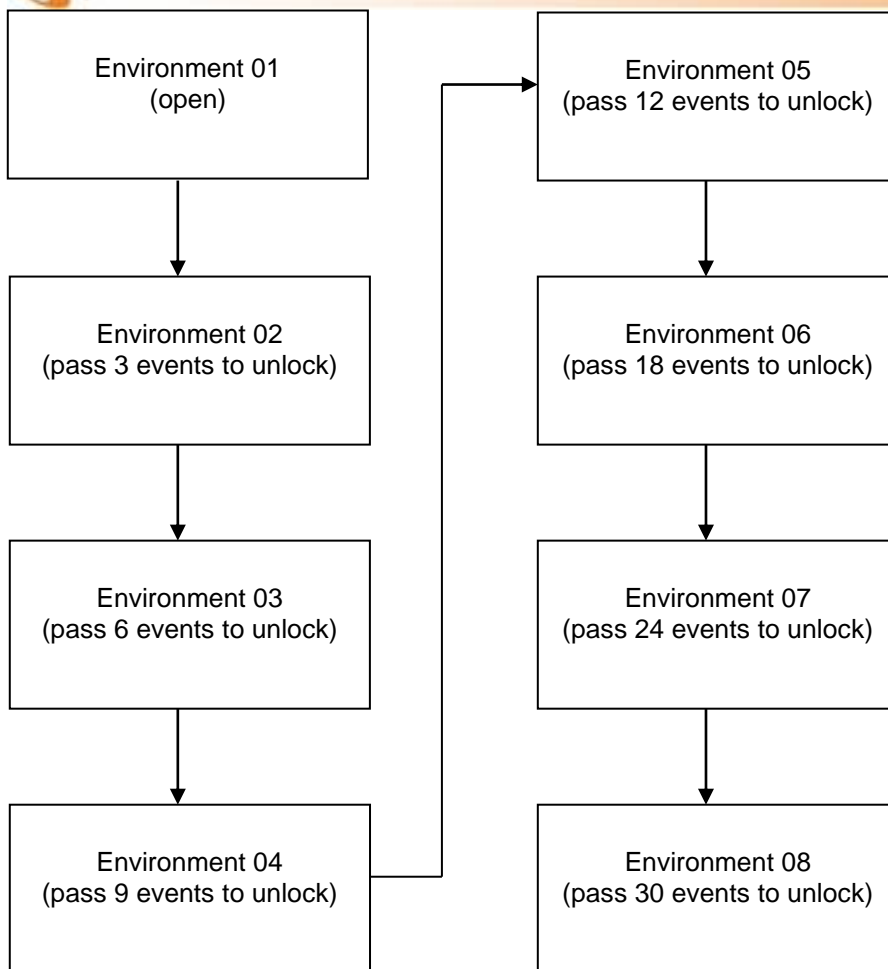 Environment 01
(open)
Environment 02
(pass 3 events to unlock)
Environment 03
(pass 6 events to unlock)
Environment 04
(pass 9 events to unlock)
Environment 05
(pass 12 events to unlock)
Environment 06
(pass 18 events to unlock)
Environment 07
(pass 24 events to unlock)
Environment 08
(pass 30 events to unlock)